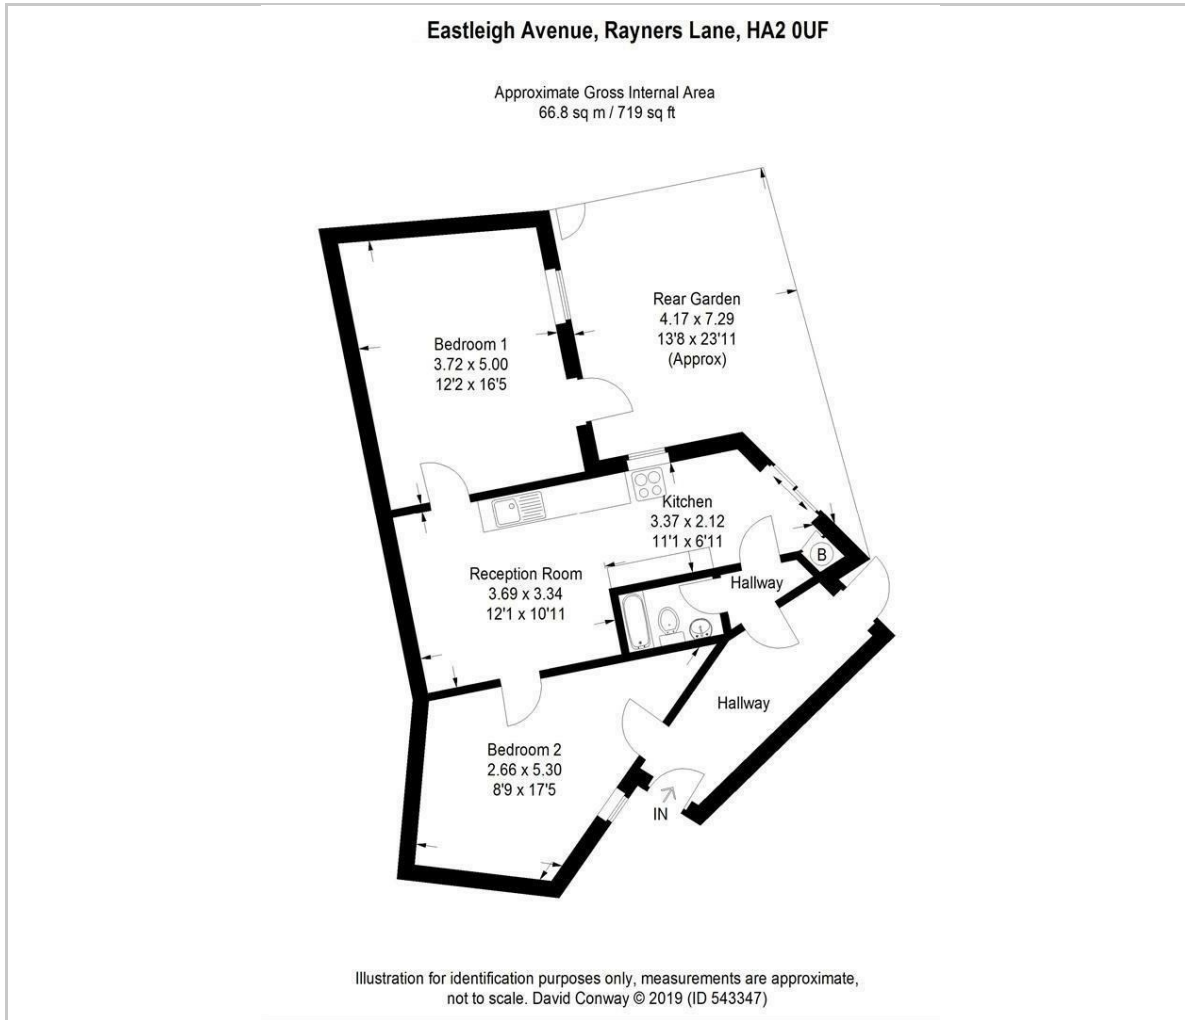 Eastleigh Avenue, Rayners Lane, HA2 0UF
Approximate Gross Internal Area
66.8 sq m / 719 sq ft
Rear Garden
4.17 x 7.29
13'8 x 23'11
(Approx)
Bedroom 1
3.72 x 5.00
12'2 x 16'5
Kitchen
3.37 x 2.12
11'1 x 6'11
B
Reception Room
3.69 x 3.34
12'1 x 10'11
Hallway
Hallway
Bedroom 2
2.66 x 5.30
8'9 x 17'5
IN
Illustration for identification purposes only, measurements are approximate,
not to scale. David Conway © 2019 (ID 543347)